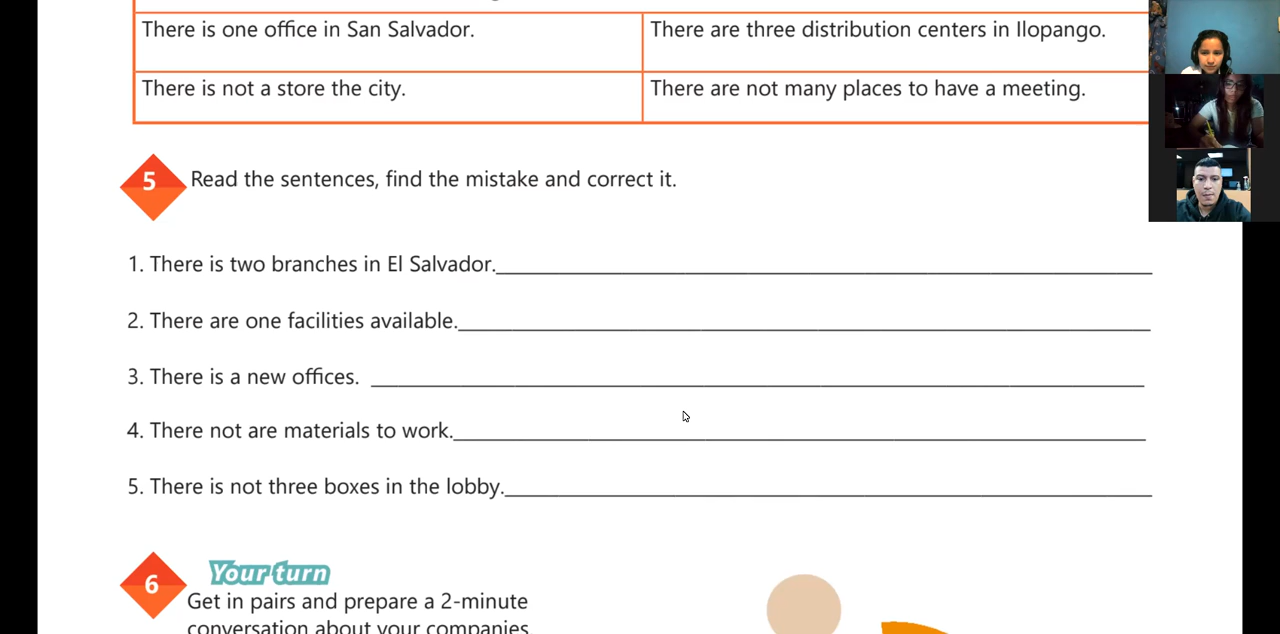 There is one office in San Salvador.
There are three distribution centers in Ilopango.
There is not a store the city.
There are not many places to have a meeting.
5 Read the sentences, find the mistake and correct it.
1. There is two branches in El Salvador.
2. There are one facilities available.
3. There is a new offices.
4. There not are materials to work.
5. There is not three boxes in the lobby.
6 Your turn
Get in pairs and prepare a 2-minute
conversation about your companies.